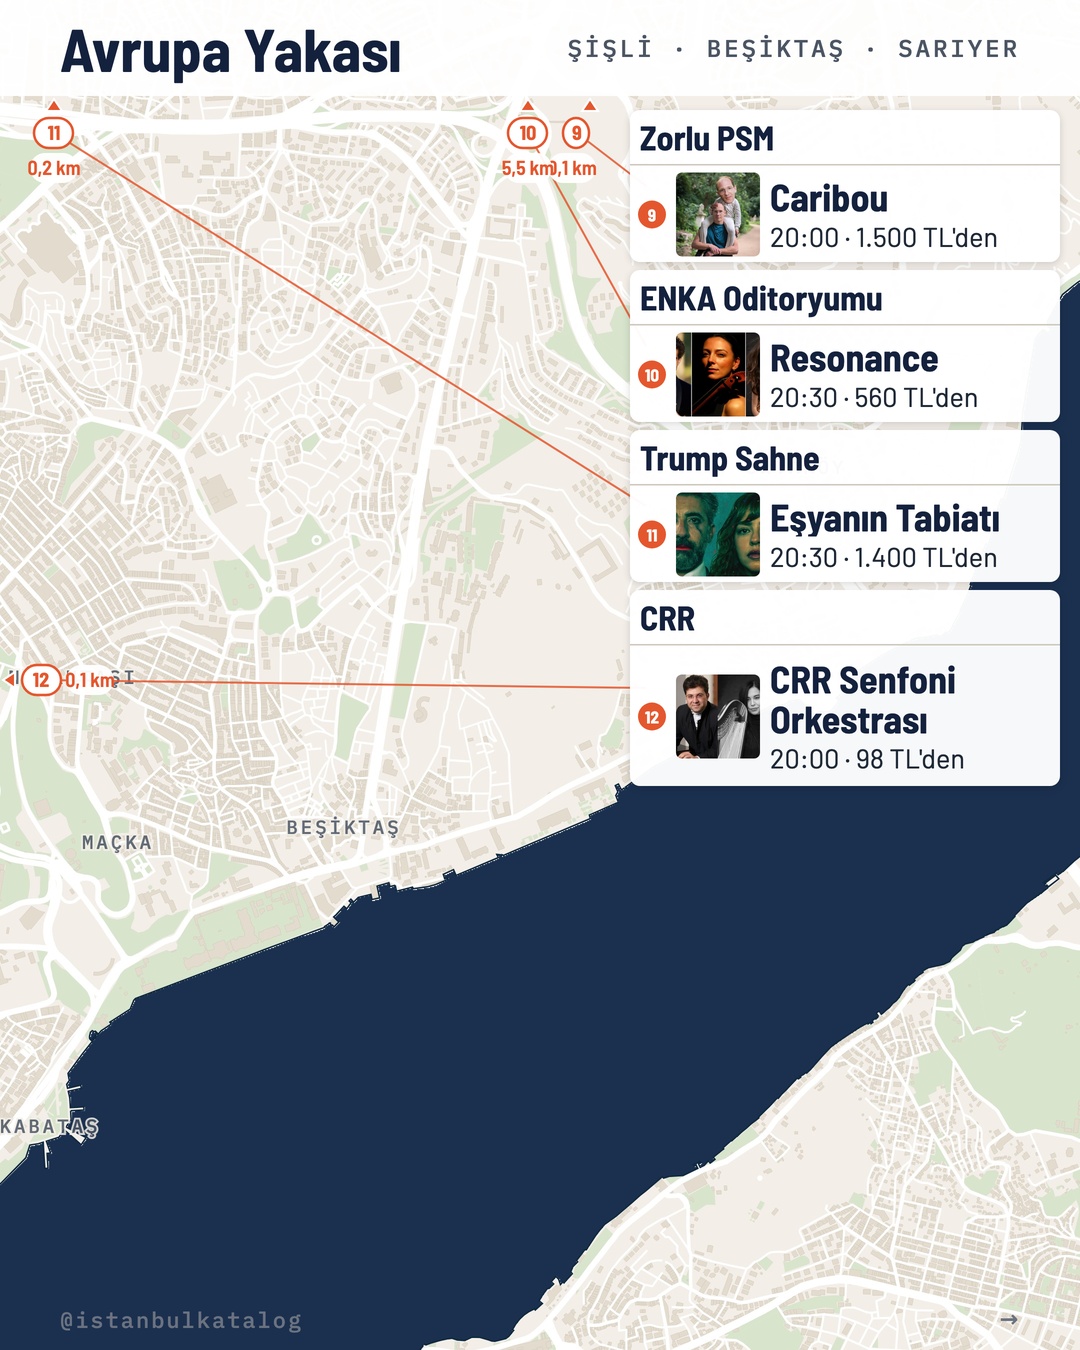 Avrupa Yakası
ŞİŞLİ · BEŞİKTAŞ · SARIYER
11
0,2 km
10
5,5 km
9
0,1 km
Zorlu PSM
9
Caribou
20:00 · 1.500 TL'den
ENKA Oditoryumu
10
Resonance
20:30 · 560 TL'den
Trump Sahne
11
Eşyanın Tabiatı
20:30 · 1.400 TL'den
CRR
12
CRR Senfoni
Orkestrası
20:00 · 98 TL'den
12
0,1 km
MAÇKA
BEŞİKTAŞ
KABATAŞ
@istanbulkatalog
→